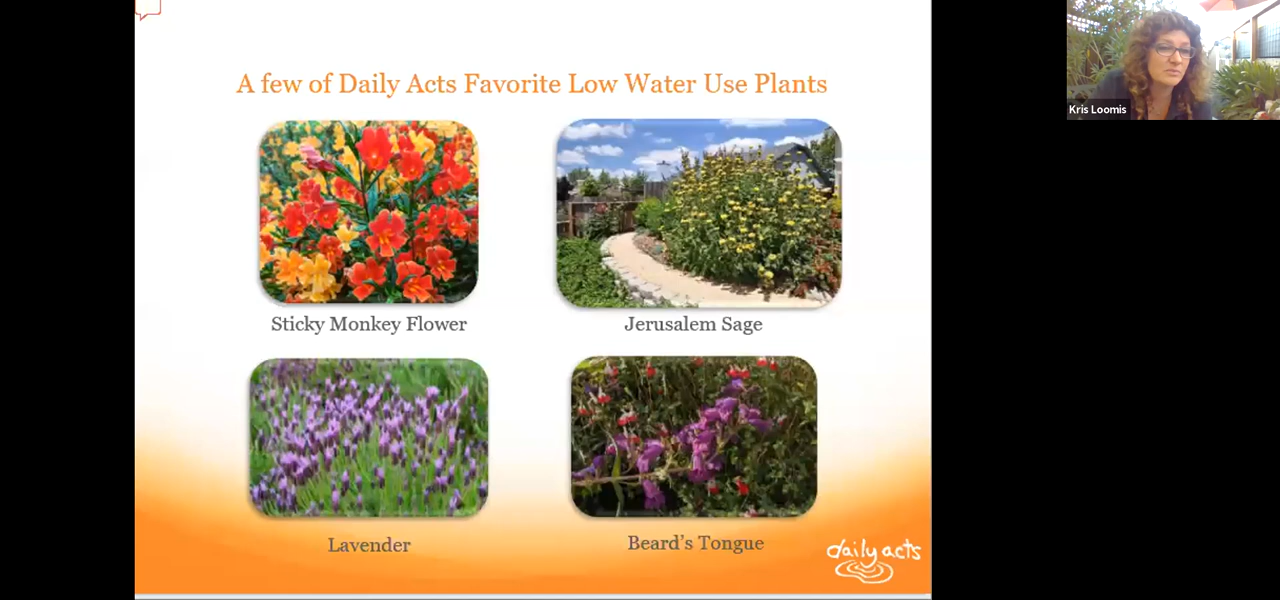 A few of Daily Acts Favorite Low Water Use Plants
Kris Loomis
Sticky Monkey Flower
Jerusalem Sage
Lavender
Beard's Tongue
daily acts